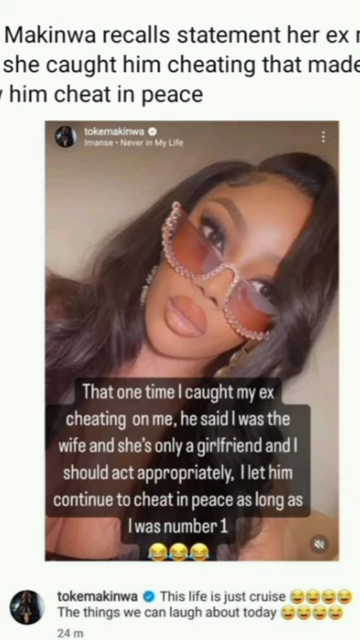 Makinwa recalls statement her ex
she caught him cheating that made
him cheat in peace
tokemakinwa
Imanse • Never in My Life
That one time I caught my ex
cheating on me, he said I was the
wife and she's only a girlfriend and I
should act appropriately, I let him
continue to cheat in peace as long as
I was number 1
😂😂😂
tokemakinwa This life is just cruise 😂😂😂😂
The things we can laugh about today 😂😂😂😂
24 m